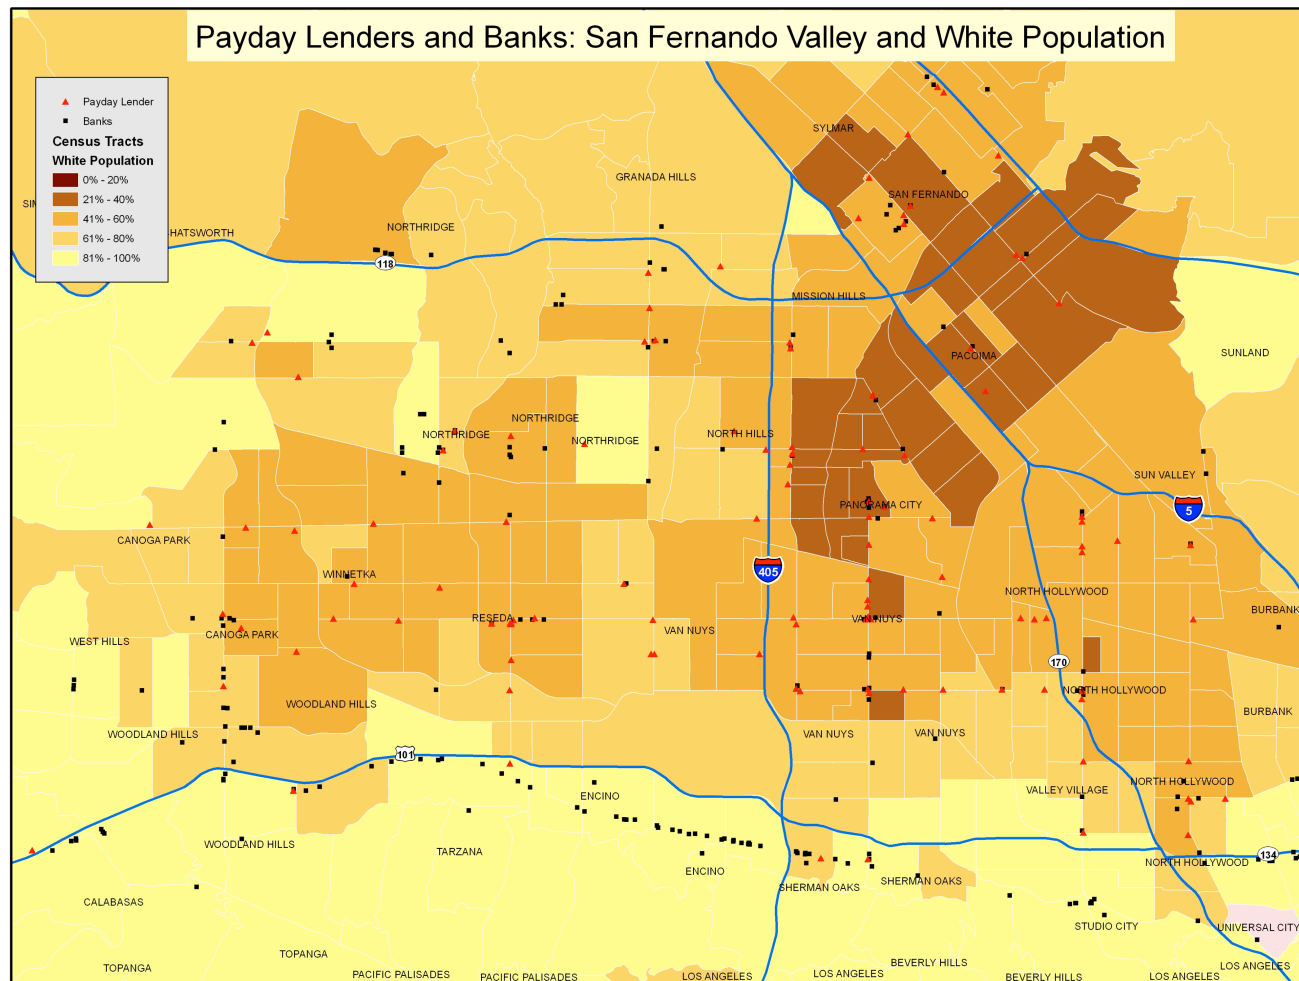 Payday Lenders and Banks: San Fernando Valley and White Population
Payday Lender
Banks
Census Tracts
White Population
0% - 20%
21% - 40%
41% - 60%
61% - 80%
81% - 100%
SYLMAR
GRANADA HILLS
SAN FERNANDO
NORTHRIDGE
HATSWORTH
118
MISSION HILLS
SUNLAND
PACOIMA
NORTHRIDGE
NORTHRIDGE
NORTHRIDGE
NORTH HILLS
SUN VALLEY
PANORAMA CITY
5
CANOGA PARK
405
WINNETKA
NORTH HOLLYWOOD
BURBANK
RESEDA
VAN NUYS
VAN NUYS
CANOGA PARK
WEST HILLS
170
NORTH HOLLYWOOD
WOODLAND HILLS
BURBANK
WOODLAND HILLS
VAN NUYS
VAN NUYS
101
NORTH HOLLYWOOD
VALLEY VILLAGE
ENCINO
WOODLAND HILLS
TARZANA
134
NORTH HOLLYWOOD
ENCINO
SHERMAN OAKS
SHERMAN OAKS
CALABASAS
STUDIO CITY
UNIVERSAL CITY
TOPANGA
TOPANGA
PACIFIC PALISADES
PACIFIC PALISADES
LOS ANGELES
LOS ANGELES
BEVERLY HILLS
BEVERLY HILLS
LOS ANGELES
LOS ANGELES